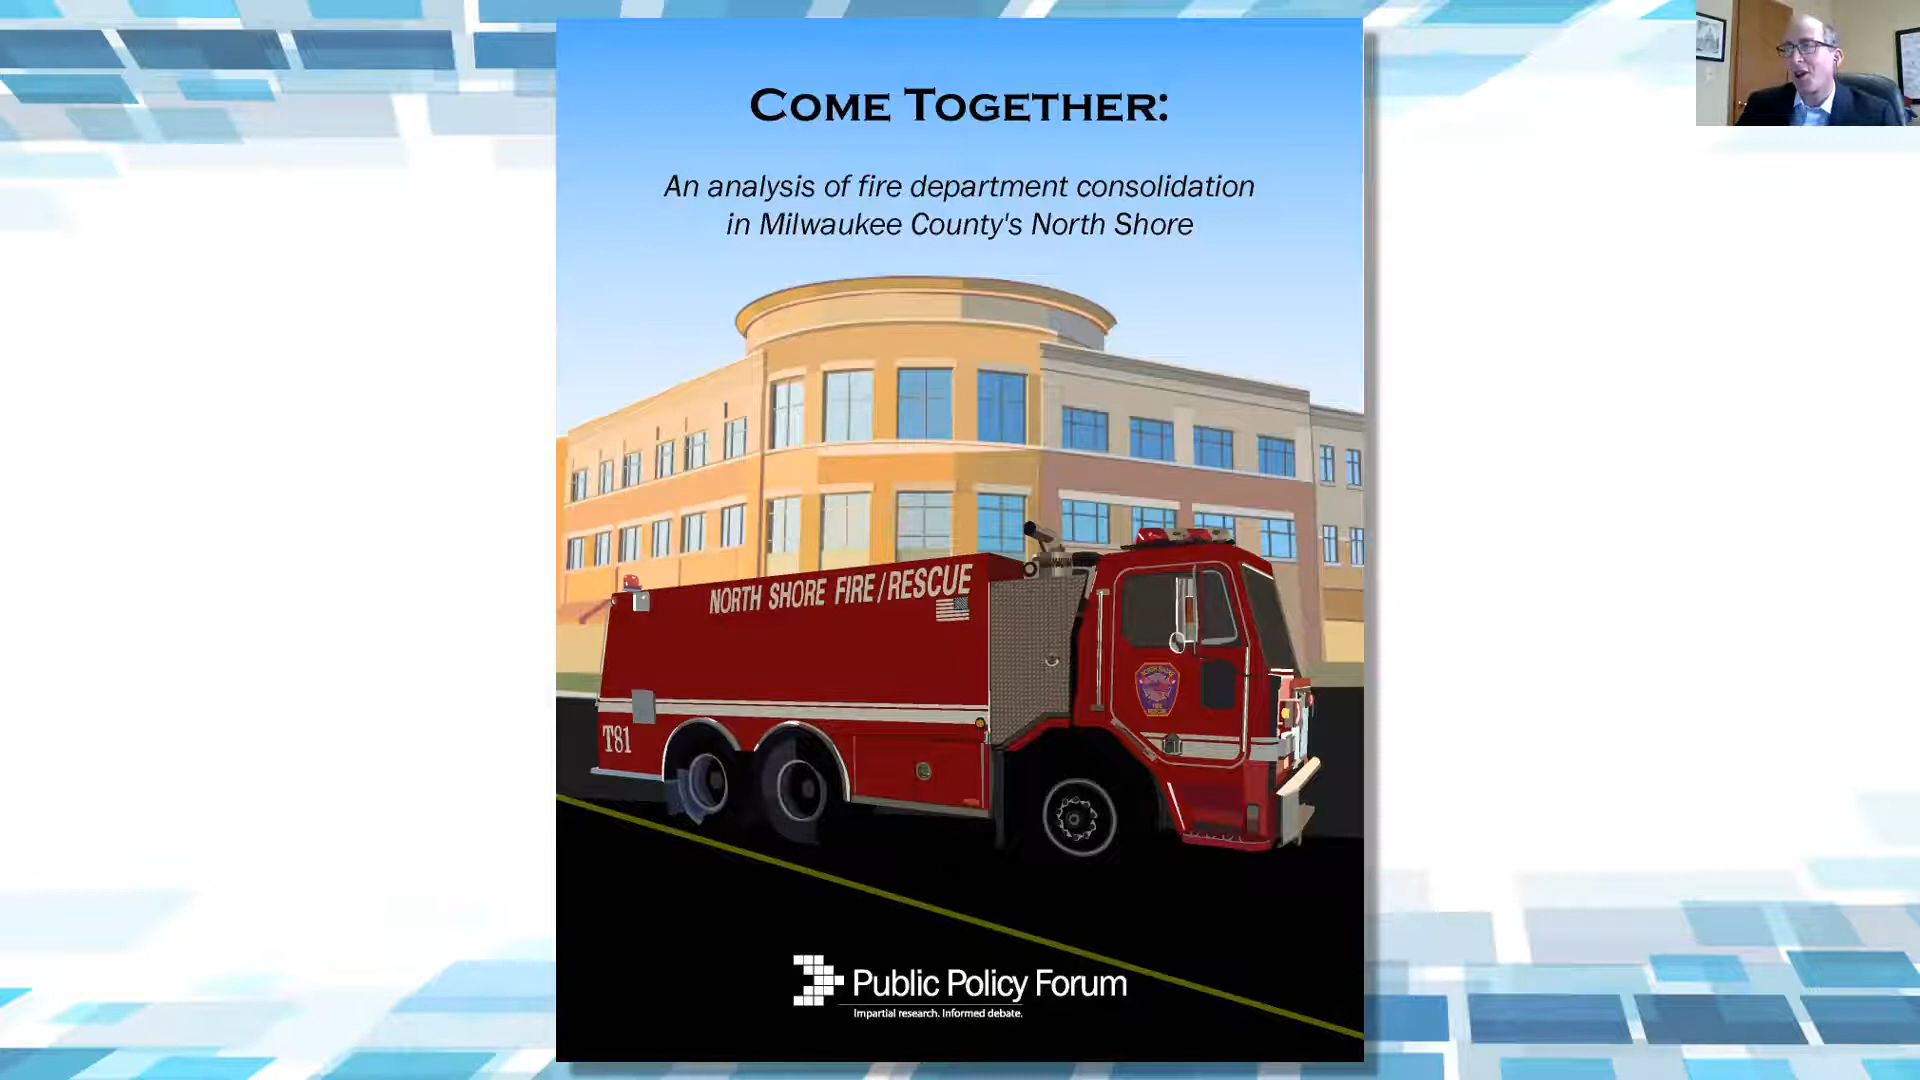 COME TOGETHER:
An analysis of fire department consolidation
in Milwaukee County's North Shore
NORTH SHORE FIRE/RESCUE
T81
Public Policy Forum
Impartial research. Informed debate.